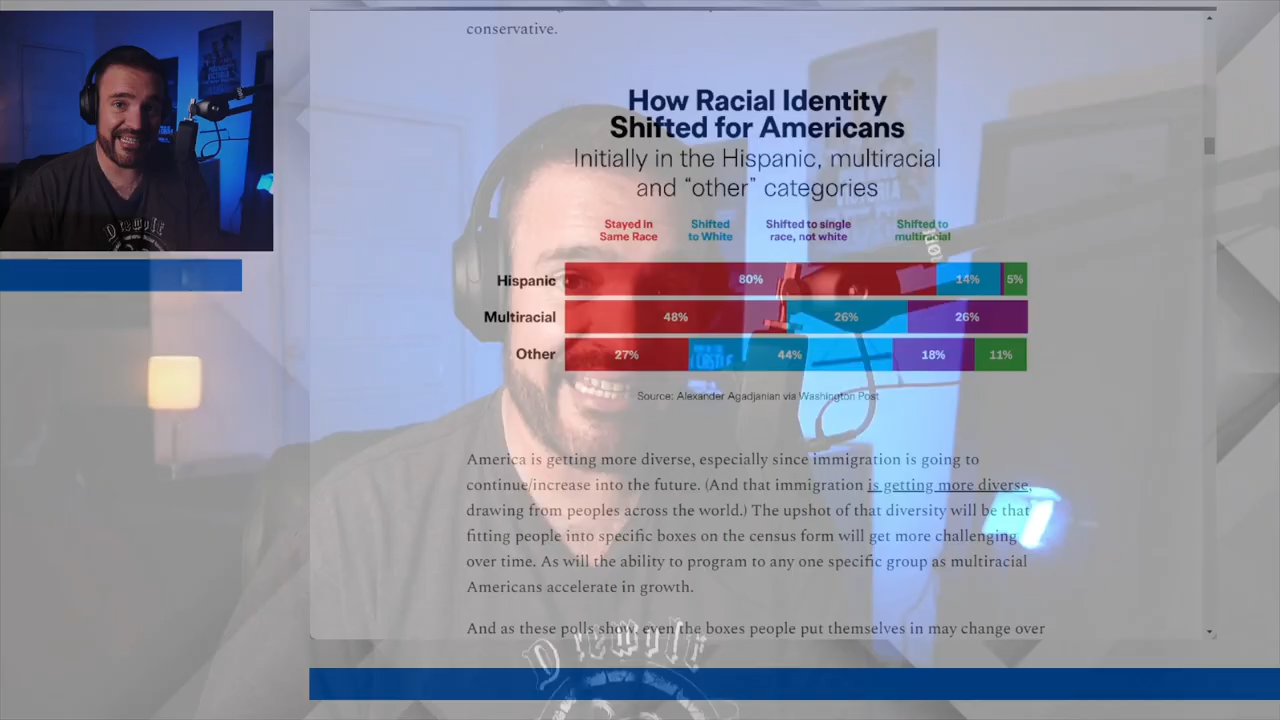 conservative.
How Racial Identity
Shifted for Americans
Initially in the Hispanic, multiracial
and “other” categories
Stayed in
Same Race
Shifted
to White
Shifted to single
race, not white
Shifted to
multiracial
Hispanic 80% 14% 5%
Multiracial 48% 26% 26%
Other 27% 44% 18% 11%
Source: Alexander Agadjanian via Washington Post
America is getting more diverse, especially since immigration is going to
continue/increase into the future. (And that immigration is getting more diverse,
drawing from peoples across the world.) The upshot of that diversity will be that
fitting people into specific boxes on the census form will get more challenging
over time. As will the ability to program to any one specific group as multiracial
Americans accelerate in growth.
And as these polls show, even the boxes people put themselves in may change over